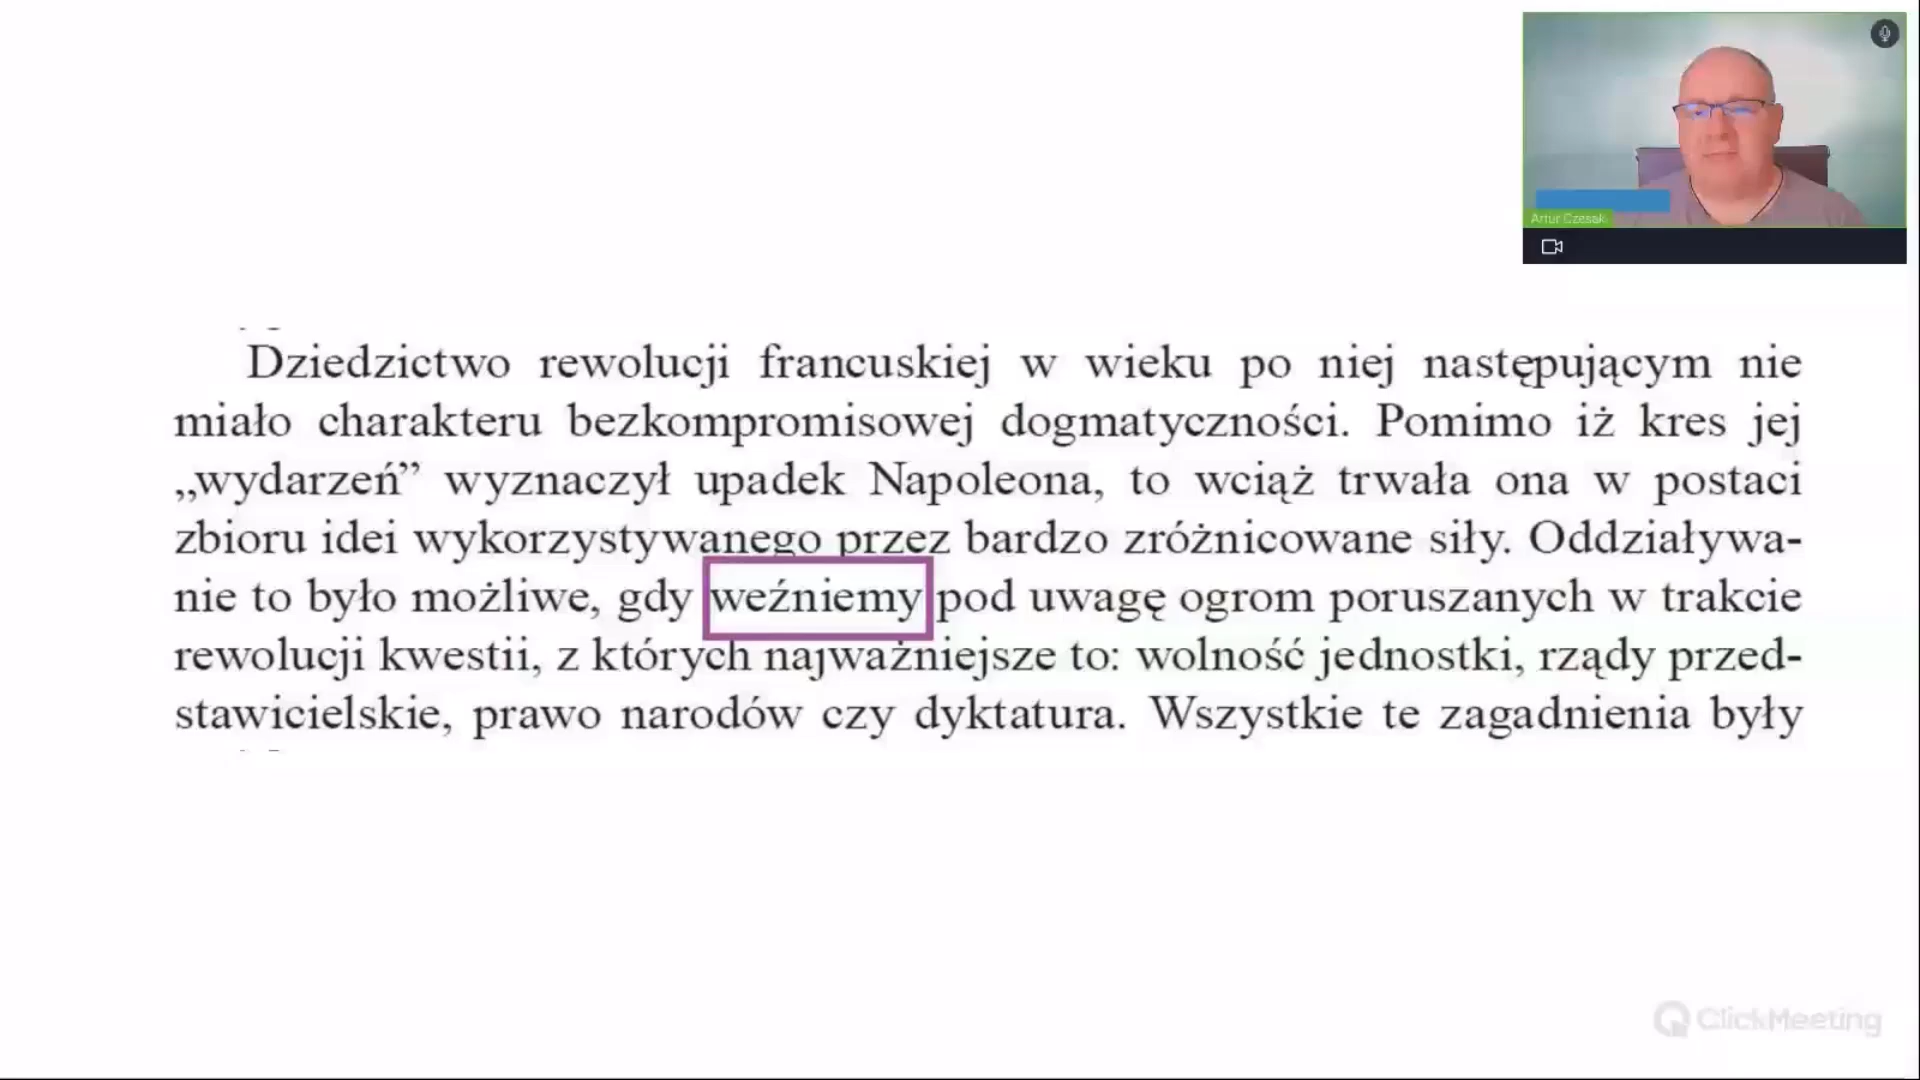 Artur Czesak
Dziedzictwo rewolucji francuskiej w wieku po niej następującym nie
miało charakteru bezkompromisowej dogmatyczności. Pomimo iż kres jej
„wydarzeń” wyznaczył upadek Napoleona, to wciąż trwała ona w postaci
zbioru idei wykorzystywanego przez bardzo zróżnicowane siły. Oddziaływa-
nie to było możliwe, gdy weźniemy pod uwagę ogrom poruszanych w trakcie
rewolucji kwestii, z których najważniejsze to: wolność jednostki, rządy przed-
stawicielskie, prawo narodów czy dyktatura. Wszystkie te zagadnienia były
ClickMeeting